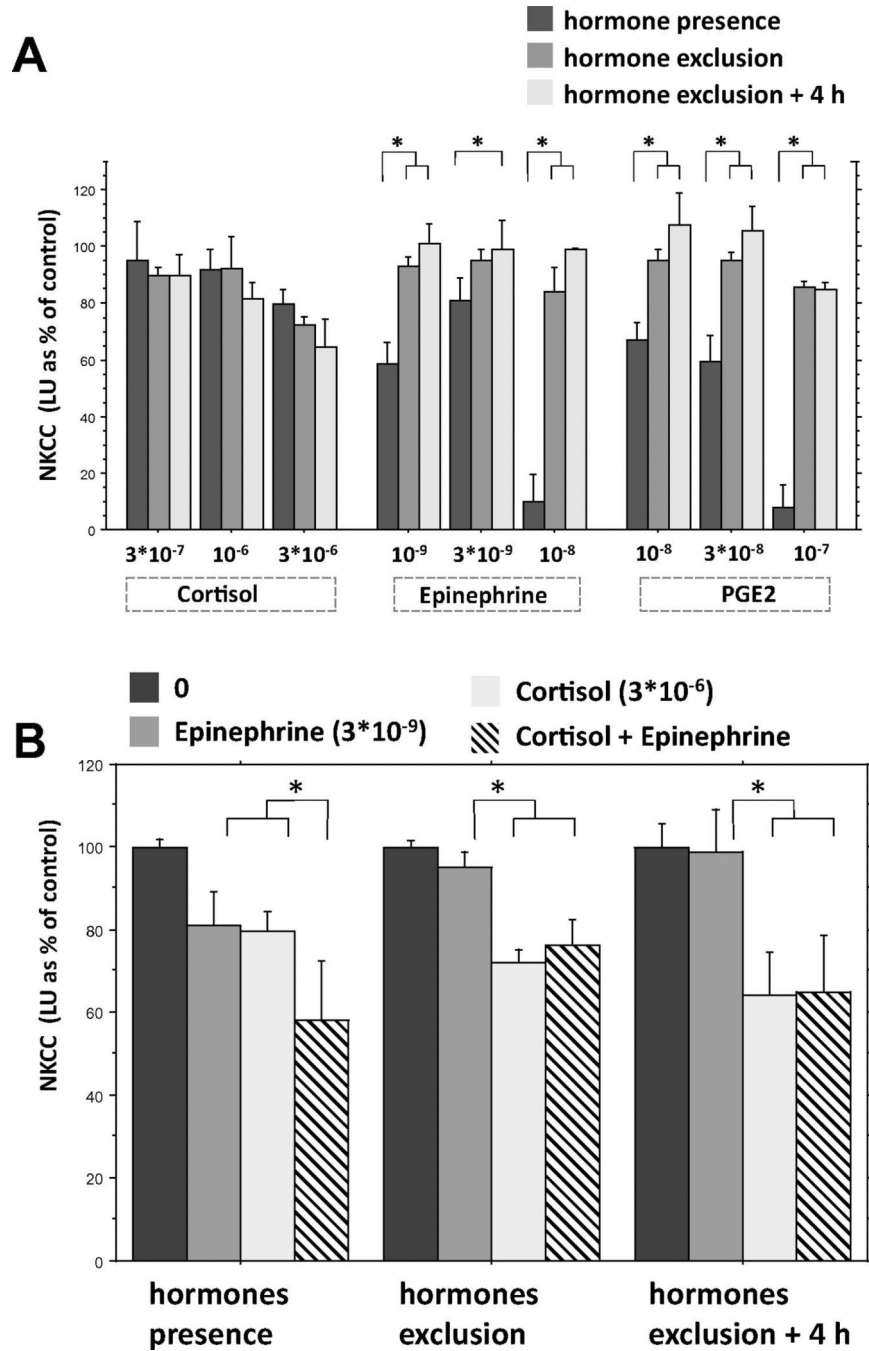 A
hormone presence
hormone exclusion
hormone exclusion + 4 h
* * * * * *
NKCC (LU as % of control)
120
100
80
60
40
20
0
3*10⁻⁷ 10⁻⁶ 3*10⁻⁶ 10⁻⁹ 3*10⁻⁹ 10⁻⁸ 10⁻⁸ 3*10⁻⁸ 10⁻⁷
Cortisol Epinephrine PGE2
B
0 Cortisol (3*10⁻⁶)
Epinephrine (3*10⁻⁹) Cortisol + Epinephrine
* * *
NKCC (LU as % of control)
120
100
80
60
40
20
0
hormones hormones hormones
presence exclusion exclusion + 4 h